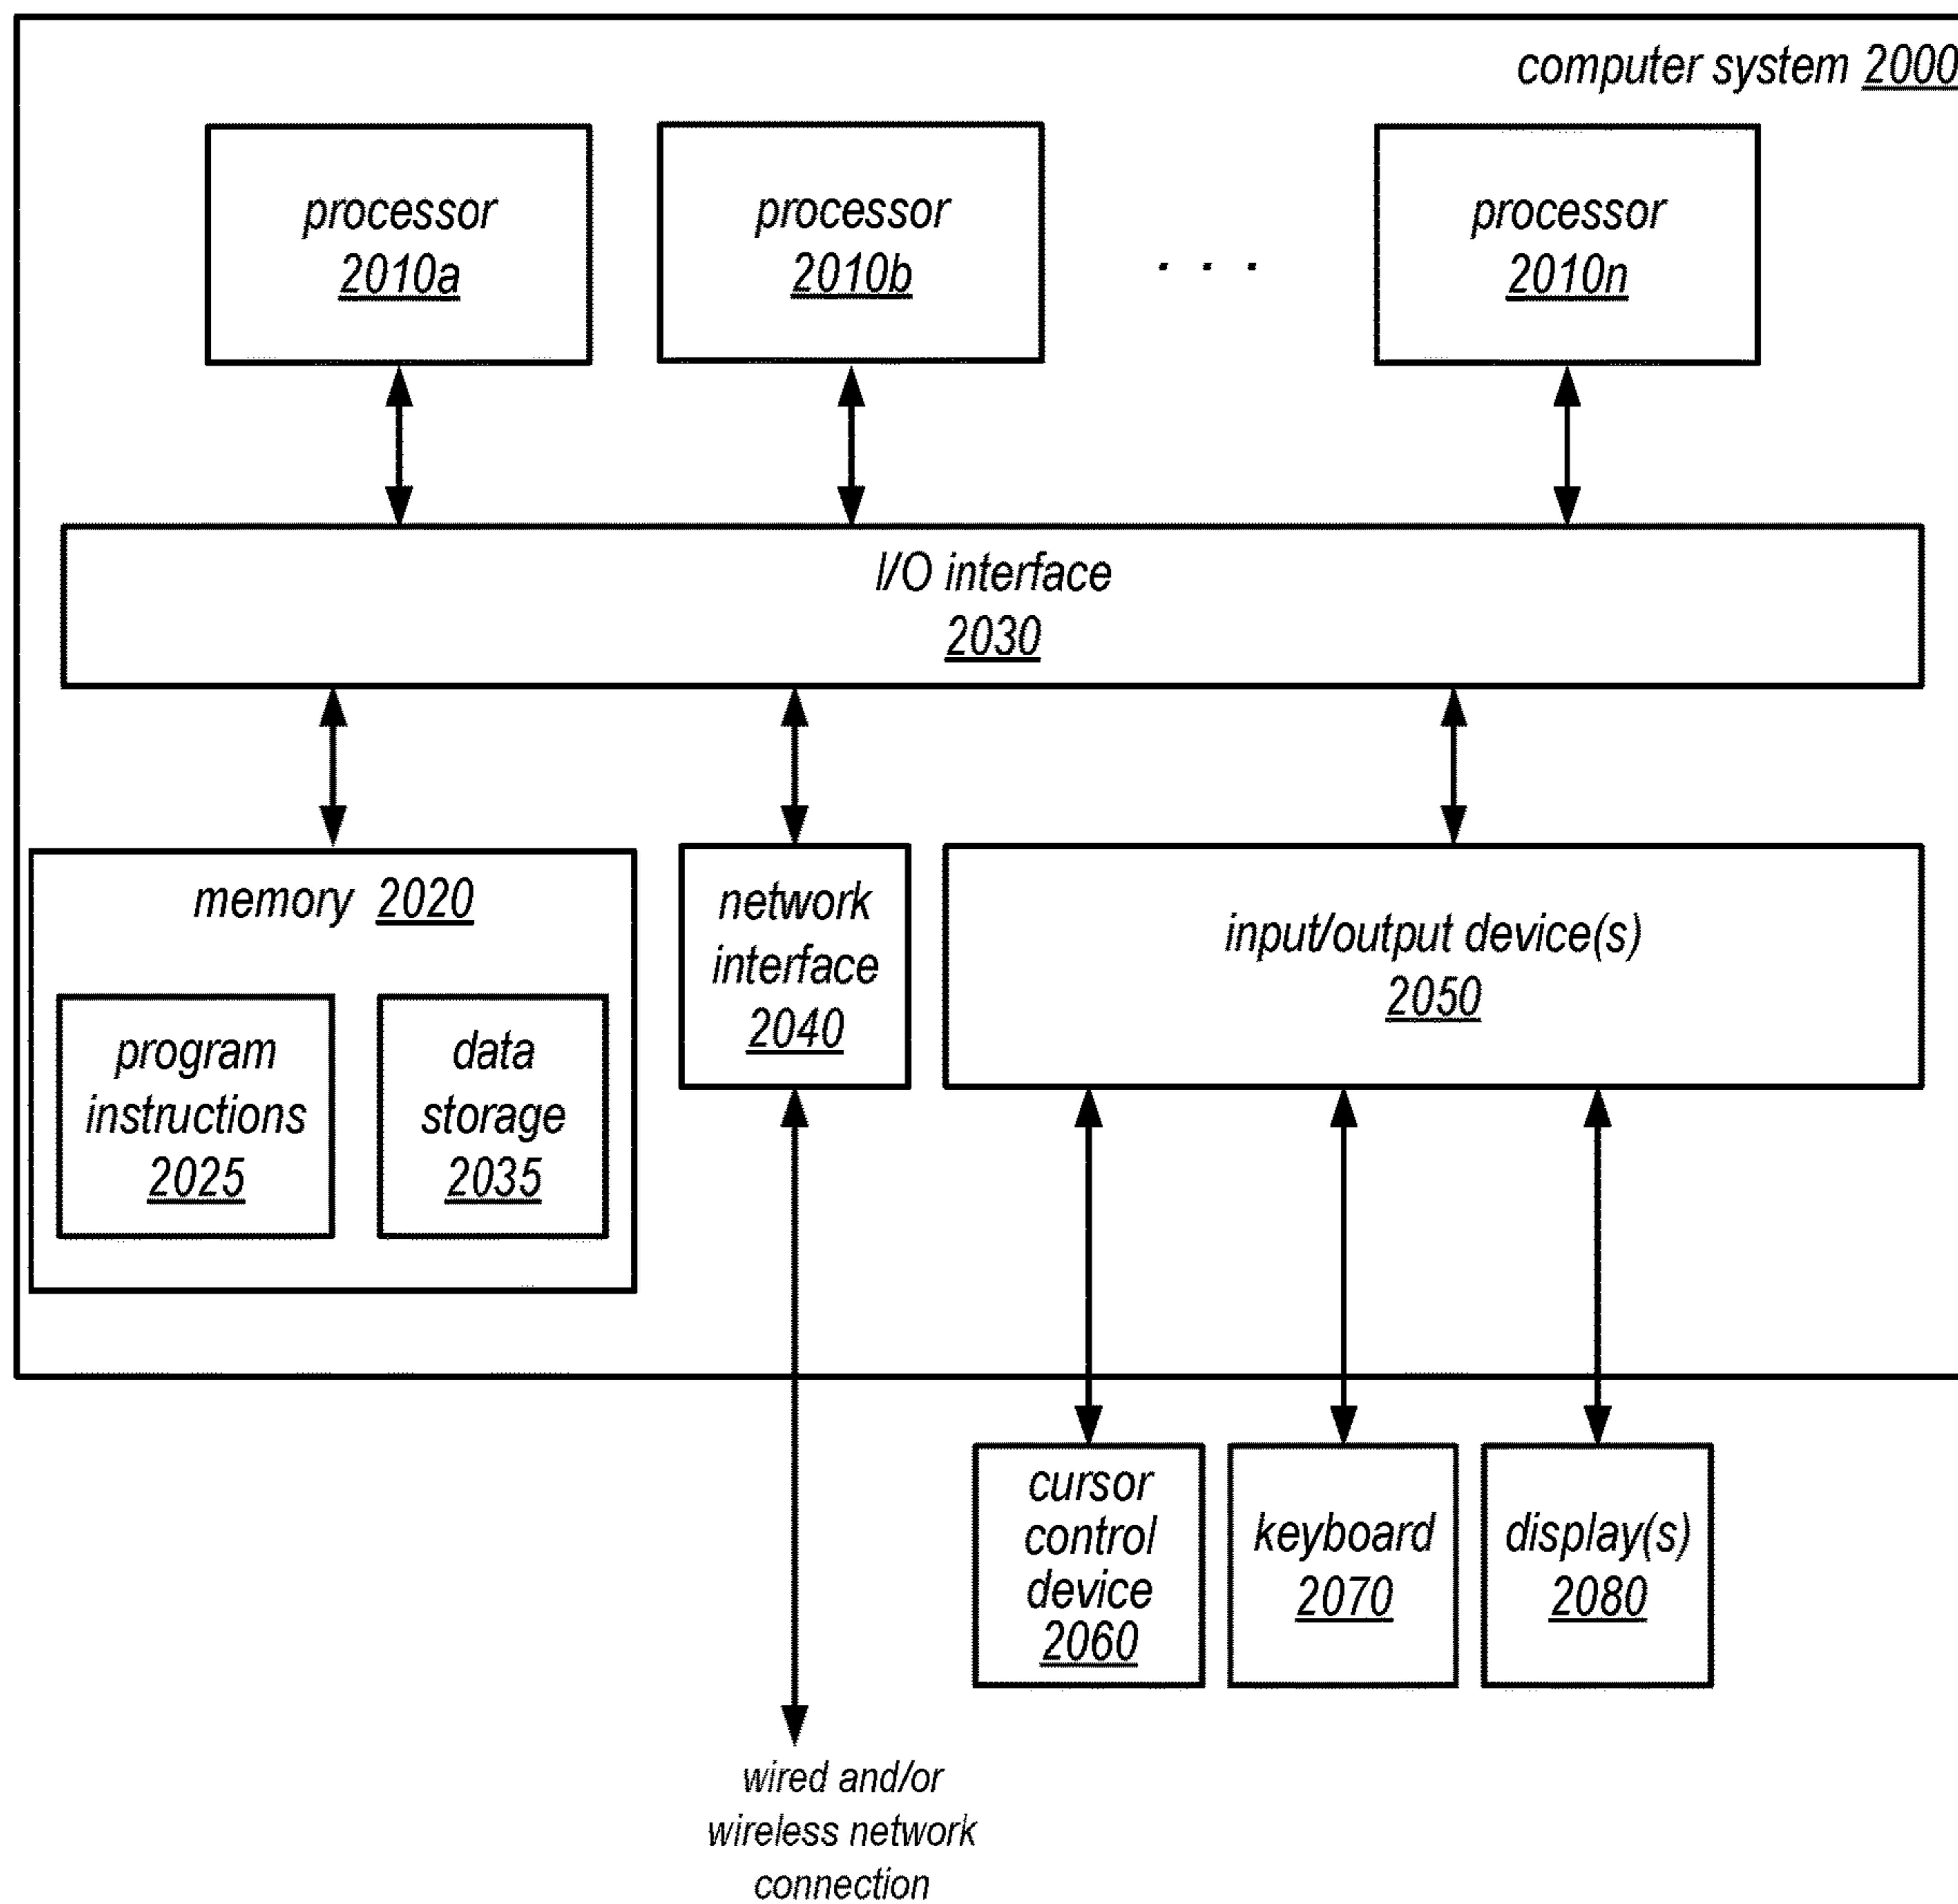 computer system 2000
processor
2010a
processor
2010b
. . .
processor
2010n
I/O interface
2030
memory 2020
program
instructions
2025
data
storage
2035
network
interface
2040
input/output device(s)
2050
cursor
control
device
2060
keyboard
2070
display(s)
2080
wired and/or
wireless network
connection